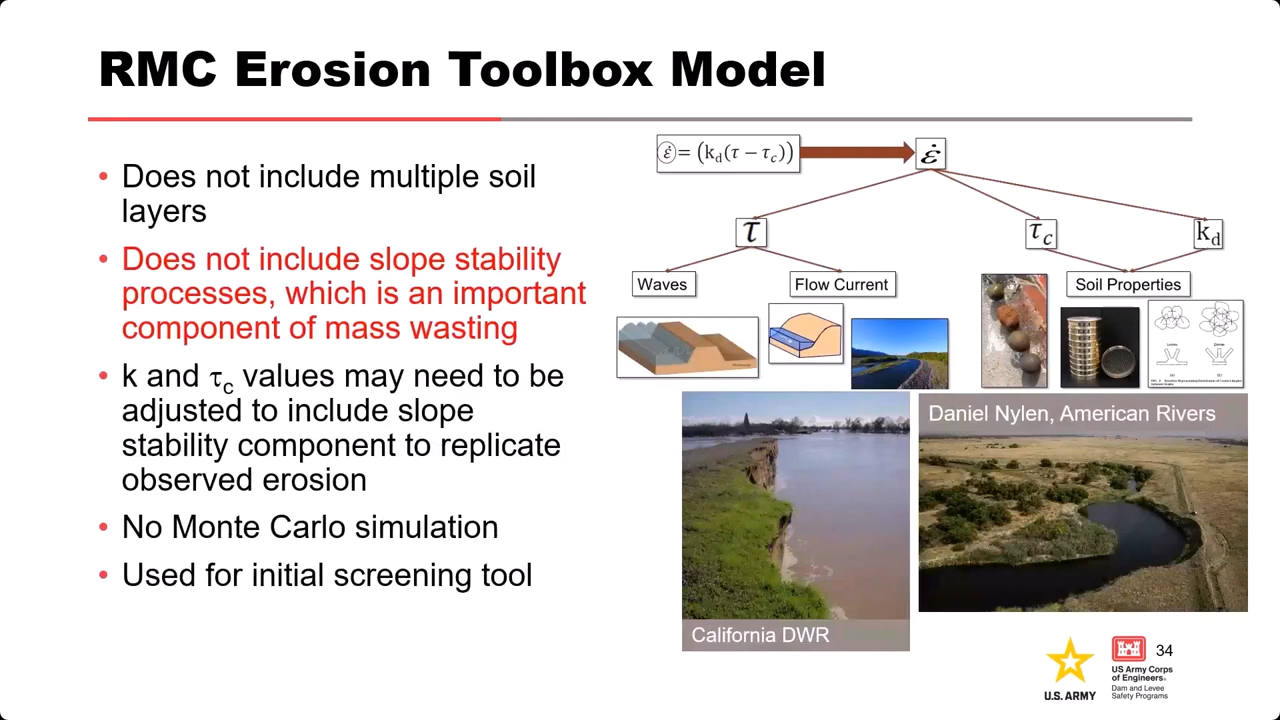 RMC Erosion Toolbox Model
• Does not include multiple soil
layers
• Does not include slope stability
processes, which is an important
component of mass wasting
• k and τc values may need to be
adjusted to include slope
stability component to replicate
observed erosion
• No Monte Carlo simulation
• Used for initial screening tool
ε̇ = (kd(τ − τc))
ε̇
τ
τc
kd
Waves
Flow Current
Soil Properties
California DWR
Daniel Nylen, American Rivers
U.S. ARMY
US Army Corps
of Engineers®
Dam and Levee
Safety Programs
34